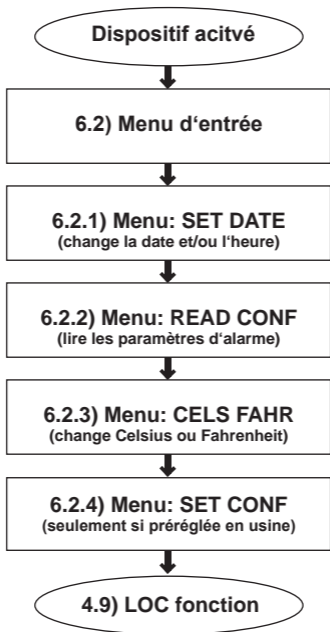 Dispositif acitvé
6.2) Menu d‘entrée
6.2.1) Menu: SET DATE
(change la date et/ou l‘heure)
6.2.2) Menu: READ CONF
(lire les paramètres d‘alarme)
6.2.3) Menu: CELS FAHR
(change Celsius ou Fahrenheit)
6.2.4) Menu: SET CONF
(seulement si préréglée en usine)
4.9) LOC fonction